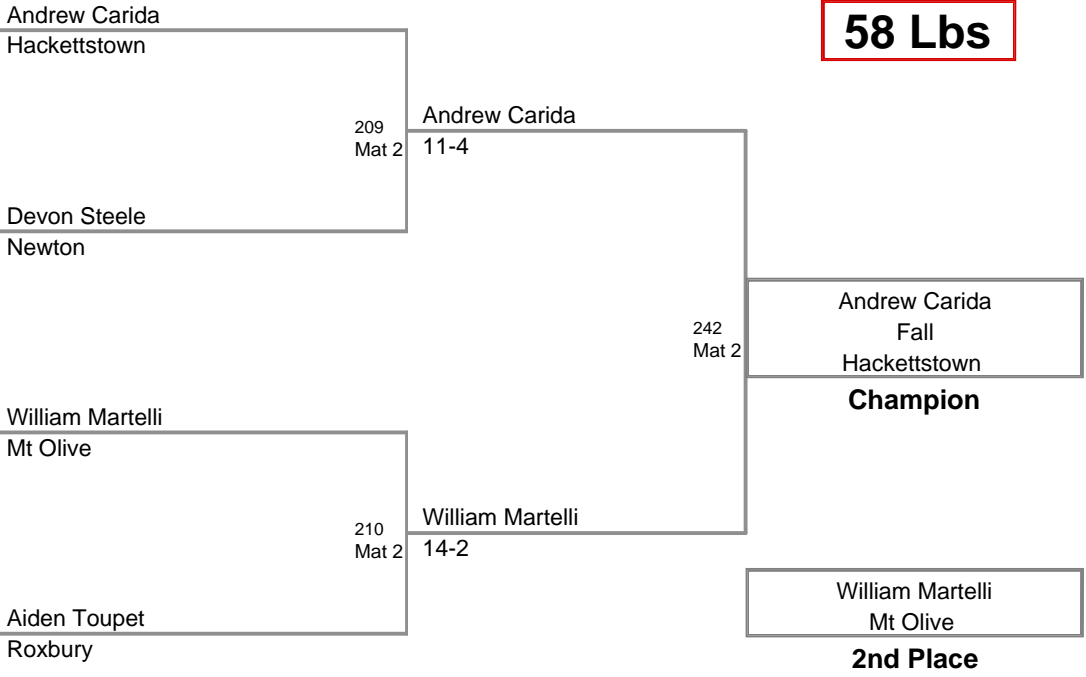 Andrew Carida
Hackettstown
58 Lbs
209
Mat 2
Andrew Carida
11-4
Devon Steele
Newton
242
Mat 2
Andrew Carida
Fall
Hackettstown
Champion
William Martelli
Mt Olive
210
Mat 2
William Martelli
14-2
Aiden Toupet
Roxbury
William Martelli
Mt Olive
2nd Place